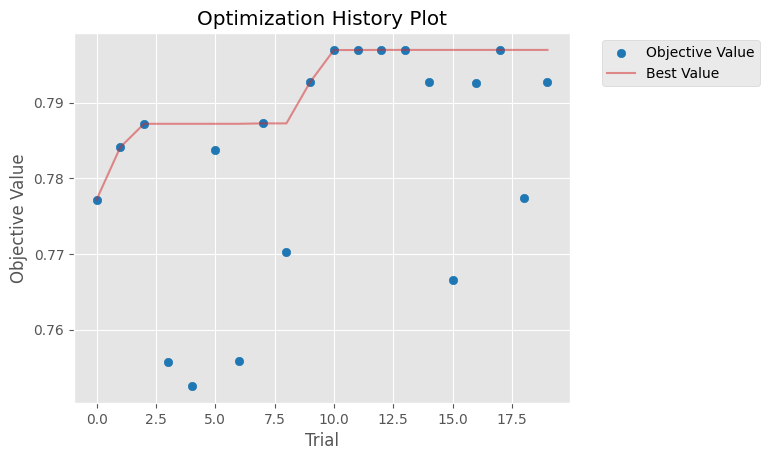 Optimization History Plot
Objective Value
Best Value
Objective Value
0.79
0.78
0.77
0.76
0.0 2.5 5.0 7.5 10.0 12.5 15.0 17.5
Trial